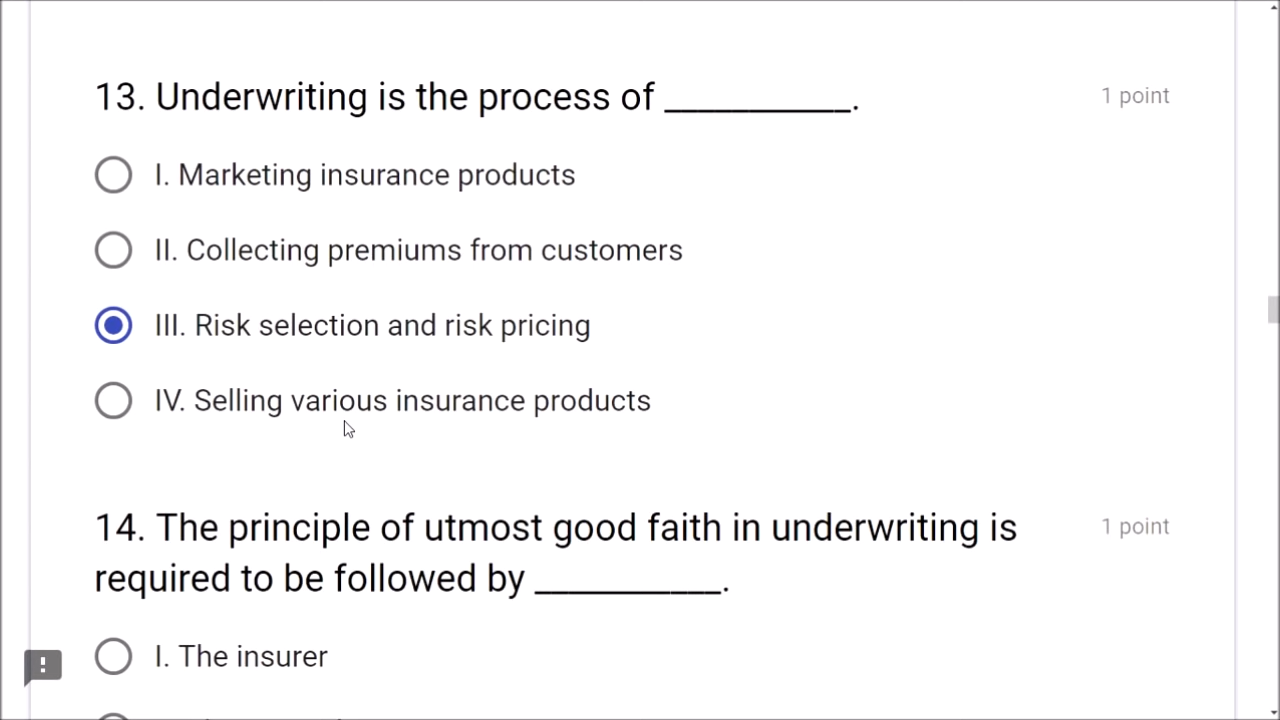 13. Underwriting is the process of ___________.
1 point
I. Marketing insurance products
II. Collecting premiums from customers
III. Risk selection and risk pricing
IV. Selling various insurance products
14. The principle of utmost good faith in underwriting is
1 point
required to be followed by ___________.
I. The insurer